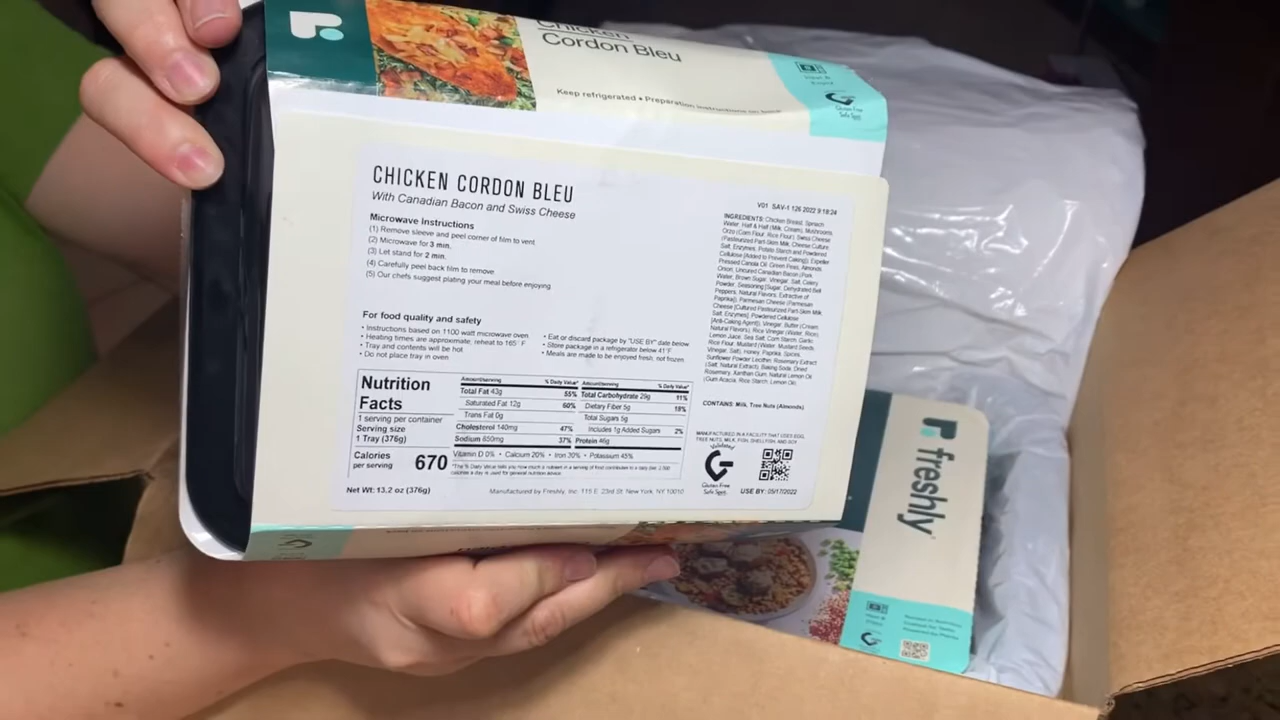 Chicken
Cordon Bleu
Keep refrigerated • Preparation instructions on back
Gluten Free
Safe Spot
CHICKEN CORDON BLEU
With Canadian Bacon and Swiss Cheese
Microwave Instructions
(1) Remove sleeve and peel corner of film to vent
(2) Microwave for 3 min.
(3) Let stand for 2 min.
(4) Carefully peel back film to remove
(5) Our chefs suggest plating your meal before enjoying
For food quality and safety
• Instructions based on 1100 watt microwave oven
• Heating times are approximate, reheat to 165° F
• Tray and contents will be hot
• Do not place tray in oven
• Eat or discard package by "USE BY" date below
• Store package in a refrigerator below 41°F
• Meals are made to be enjoyed fresh, not frozen
Nutrition
Facts
1 serving per container
Serving size
1 Tray (376g)
Calories
per serving
670
Amount/serving % Daily Value*
Total Fat 43g 55%
Saturated Fat 12g 60%
Trans Fat 0g
Cholesterol 140mg 47%
Sodium 850mg 37%
Amount/serving % Daily Value*
Total Carbohydrate 29g 11%
Dietary Fiber 5g 18%
Total Sugars 5g
Includes 1g Added Sugars 2%
Protein 46g
Vitamin D 0% • Calcium 20% • Iron 30% • Potassium 45%
*The % Daily Value tells you how much a nutrient in a serving of food contributes to a daily diet. 2,000
calories a day is used for general nutrition advice.
Net Wt: 13.2 oz (376g)
Manufactured by Freshly, Inc. 115 E. 23rd St. New York, NY 10010
V01 SAV-1 126 2022 9:19:24
INGREDIENTS: Chicken Breast, Spinach
Water, Half & Half (Milk, Cream), Mushrooms,
Orzo (Corn Flour, Rice Flour), Swiss Cheese
(Pasteurized Part-Skim Milk, Cheese Culture,
Salt, Enzymes, Potato Starch and Powdered
Cellulose [Added to Prevent Caking]), Expeller
Pressed Canola Oil, Green Peas, Almonds,
Onion, Uncured Canadian Bacon (Pork,
Water, Brown Sugar, Vinegar, Salt, Celery
Powder, Seasoning [Sugar, Dehydrated Bell
Peppers, Natural Flavors, Extractive of
Paprika]), Parmesan Cheese (Parmesan
Cheese [Cultured Pasteurized Part-Skim Milk,
Salt, Enzymes], Powdered Cellulose
[Anti-Caking Agent]), Vinegar, Butter (Cream,
Natural Flavors), Rice Vinegar (Water, Rice),
Lemon Juice, Sea Salt, Corn Starch, Garlic,
Rice Flour, Mustard (Water, Mustard Seeds,
Vinegar, Salt), Honey, Paprika, Spices,
Sunflower Powder Lecithin, Rosemary Extract
(Salt, Natural Extract), Baking Soda, Dried
Rosemary, Xanthan Gum, Natural Lemon Oil
(Gum Acacia, Rice Starch, Lemon Oil).
CONTAINS: Milk, Tree Nuts (Almonds)
MANUFACTURED IN A FACILITY THAT USES EGG,
TREE NUTS, MILK, FISH, SHELLFISH, AND SOY
Validated
Gluten Free
Safe Spot
USE BY: 05/17/2022
freshly